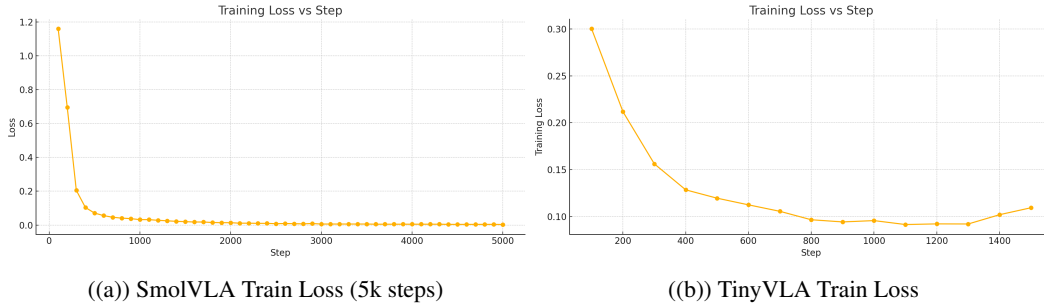 Training Loss vs Step
1.2
1.0
0.8
0.6
0.4
0.2
0.0
Loss
0 1000 2000 3000 4000 5000
Step
((a)) SmolVLA Train Loss (5k steps)
Training Loss vs Step
0.30
0.25
0.20
0.15
0.10
Training Loss
200 400 600 800 1000 1200 1400
Step
((b)) TinyVLA Train Loss